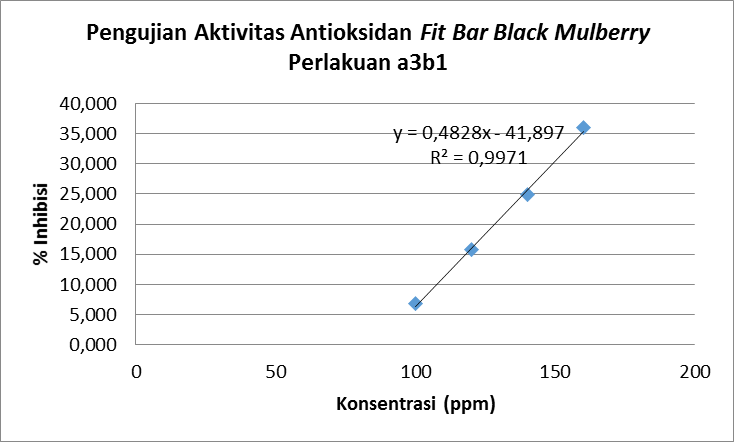 Pengujian Aktivitas Antioksidan Fit Bar Black Mulberry
Perlakuan a3b1
% Inhibisi
40,000
35,000
30,000
25,000
20,000
15,000
10,000
5,000
0,000
y = 0,4828x - 41,897
R² = 0,9971
0
50
100
150
200
Konsentrasi (ppm)